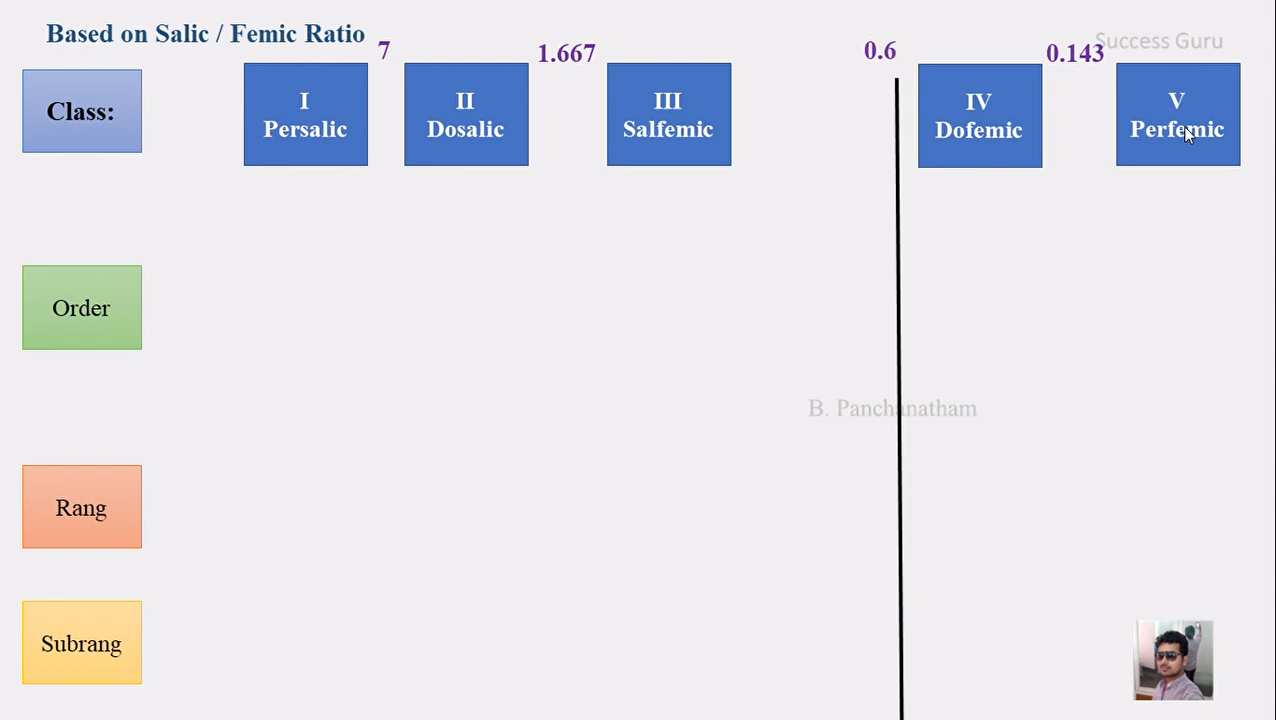 Based on Salic / Femic Ratio
Success Guru
7
1.667
0.6
0.143
Class:
I
Persalic
II
Dosalic
III
Salfemic
IV
Dofemic
V
Perfemic
Order
B. Panchanatham
Rang
Subrang